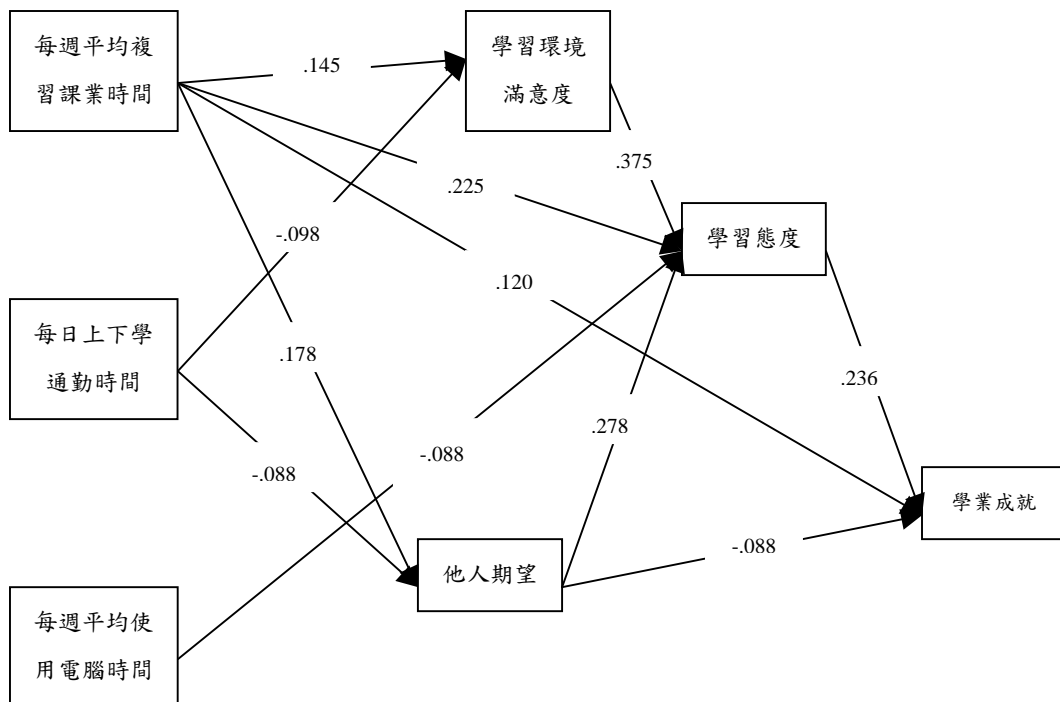 每週平均複
習課業時間
學習環境
滿意度
.145
.375
.225
學習態度
-.098
.120
每日上下學
通勤時間
.178
.236
.278
-.088
-.088
學業成就
-.088
他人期望
每週平均使
用電腦時間